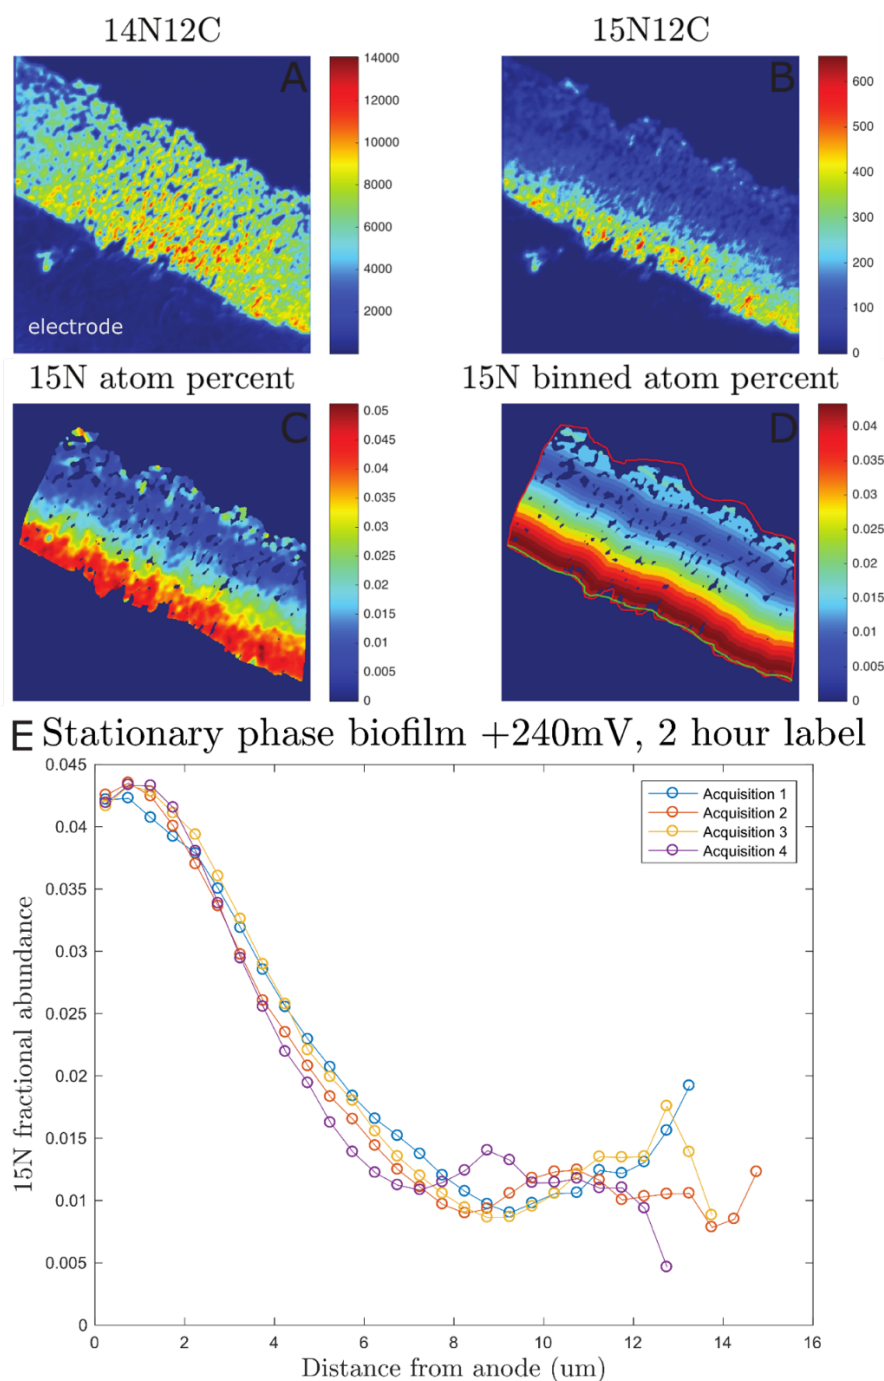 14N12C 15N12C
A
B
14000
12000
10000
8000
6000
4000
2000
600
500
400
300
200
100
0
electrode
15N atom percent 15N binned atom percent
C
D
0.05
0.045
0.04
0.035
0.03
0.025
0.02
0.015
0.01
0.005
0
0.04
0.035
0.03
0.025
0.02
0.015
0.01
0.005
0
E Stationary phase biofilm +240mV, 2 hour label
0.045
0.04
0.035
0.03
0.025
0.02
0.015
0.01
0.005
0
15N fractional abundance
Acquisition 1
Acquisition 2
Acquisition 3
Acquisition 4
0 2 4 6 8 10 12 14 16
Distance from anode (um)